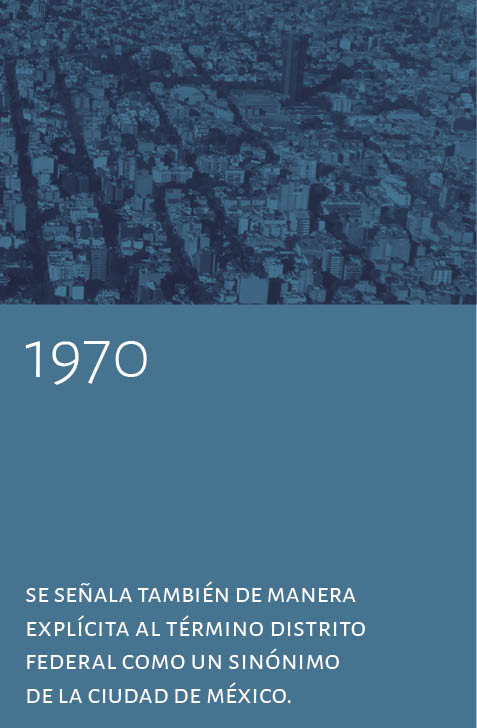 1970
SE SEÑALA TAMBIÉN DE MANERA
EXPLÍCITA AL TÉRMINO DISTRITO
FEDERAL COMO UN SINÓNIMO
DE LA CIUDAD DE MÉXICO.